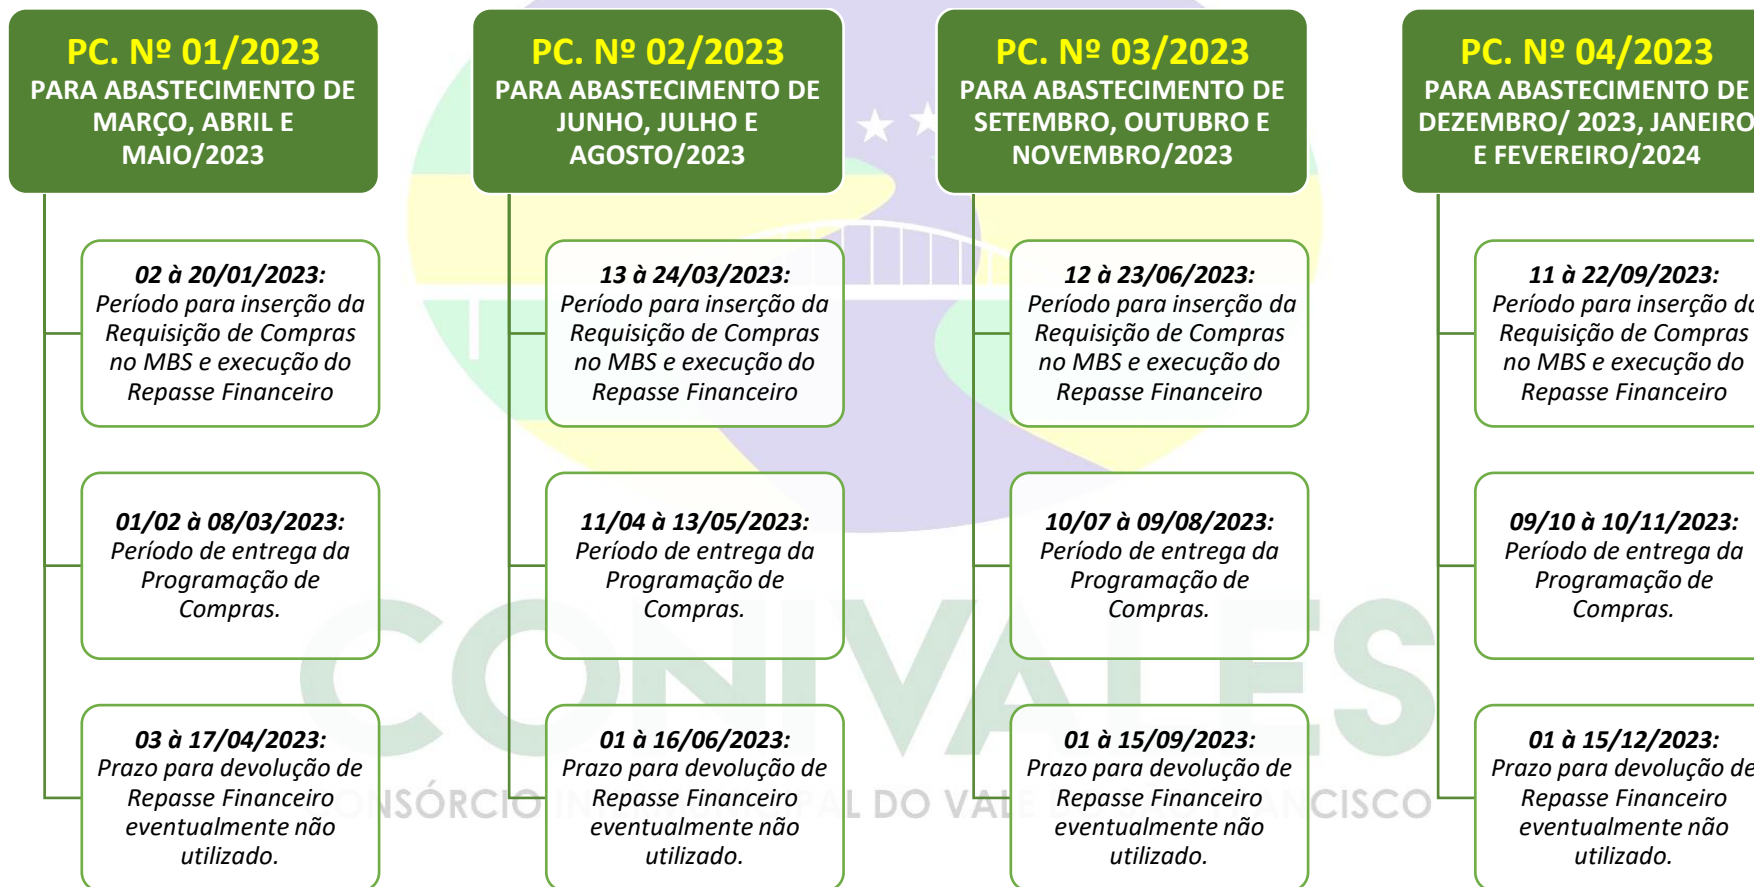 PC. Nº 01/2023
PARA ABASTECIMENTO DE
MARÇO, ABRIL E
MAIO/2023
02 à 20/01/2023:
Período para inserção da
Requisição de Compras
no MBS e execução do
Repasse Financeiro
01/02 à 08/03/2023:
Período de entrega da
Programação de
Compras.
03 à 17/04/2023:
Prazo para devolução de
Repasse Financeiro
eventualmente não
utilizado.
PC. Nº 02/2023
PARA ABASTECIMENTO DE
JUNHO, JULHO E
AGOSTO/2023
13 à 24/03/2023:
Período para inserção da
Requisição de Compras
no MBS e execução do
Repasse Financeiro
11/04 à 13/05/2023:
Período de entrega da
Programação de
Compras.
01 à 16/06/2023:
Prazo para devolução de
Repasse Financeiro
eventualmente não
utilizado.
PC. Nº 03/2023
PARA ABASTECIMENTO DE
SETEMBRO, OUTUBRO E
NOVEMBRO/2023
12 à 23/06/2023:
Período para inserção da
Requisição de Compras
no MBS e execução do
Repasse Financeiro
10/07 à 09/08/2023:
Período de entrega da
Programação de
Compras.
01 à 15/09/2023:
Prazo para devolução de
Repasse Financeiro
eventualmente não
utilizado.
PC. Nº 04/2023
PARA ABASTECIMENTO DE
DEZEMBRO/ 2023, JANEIRO
E FEVEREIRO/2024
11 à 22/09/2023:
Período para inserção da
Requisição de Compras
no MBS e execução do
Repasse Financeiro
09/10 à 10/11/2023:
Período de entrega da
Programação de
Compras.
01 à 15/12/2023:
Prazo para devolução de
Repasse Financeiro
eventualmente não
utilizado.
CONIVALES
DO VALE